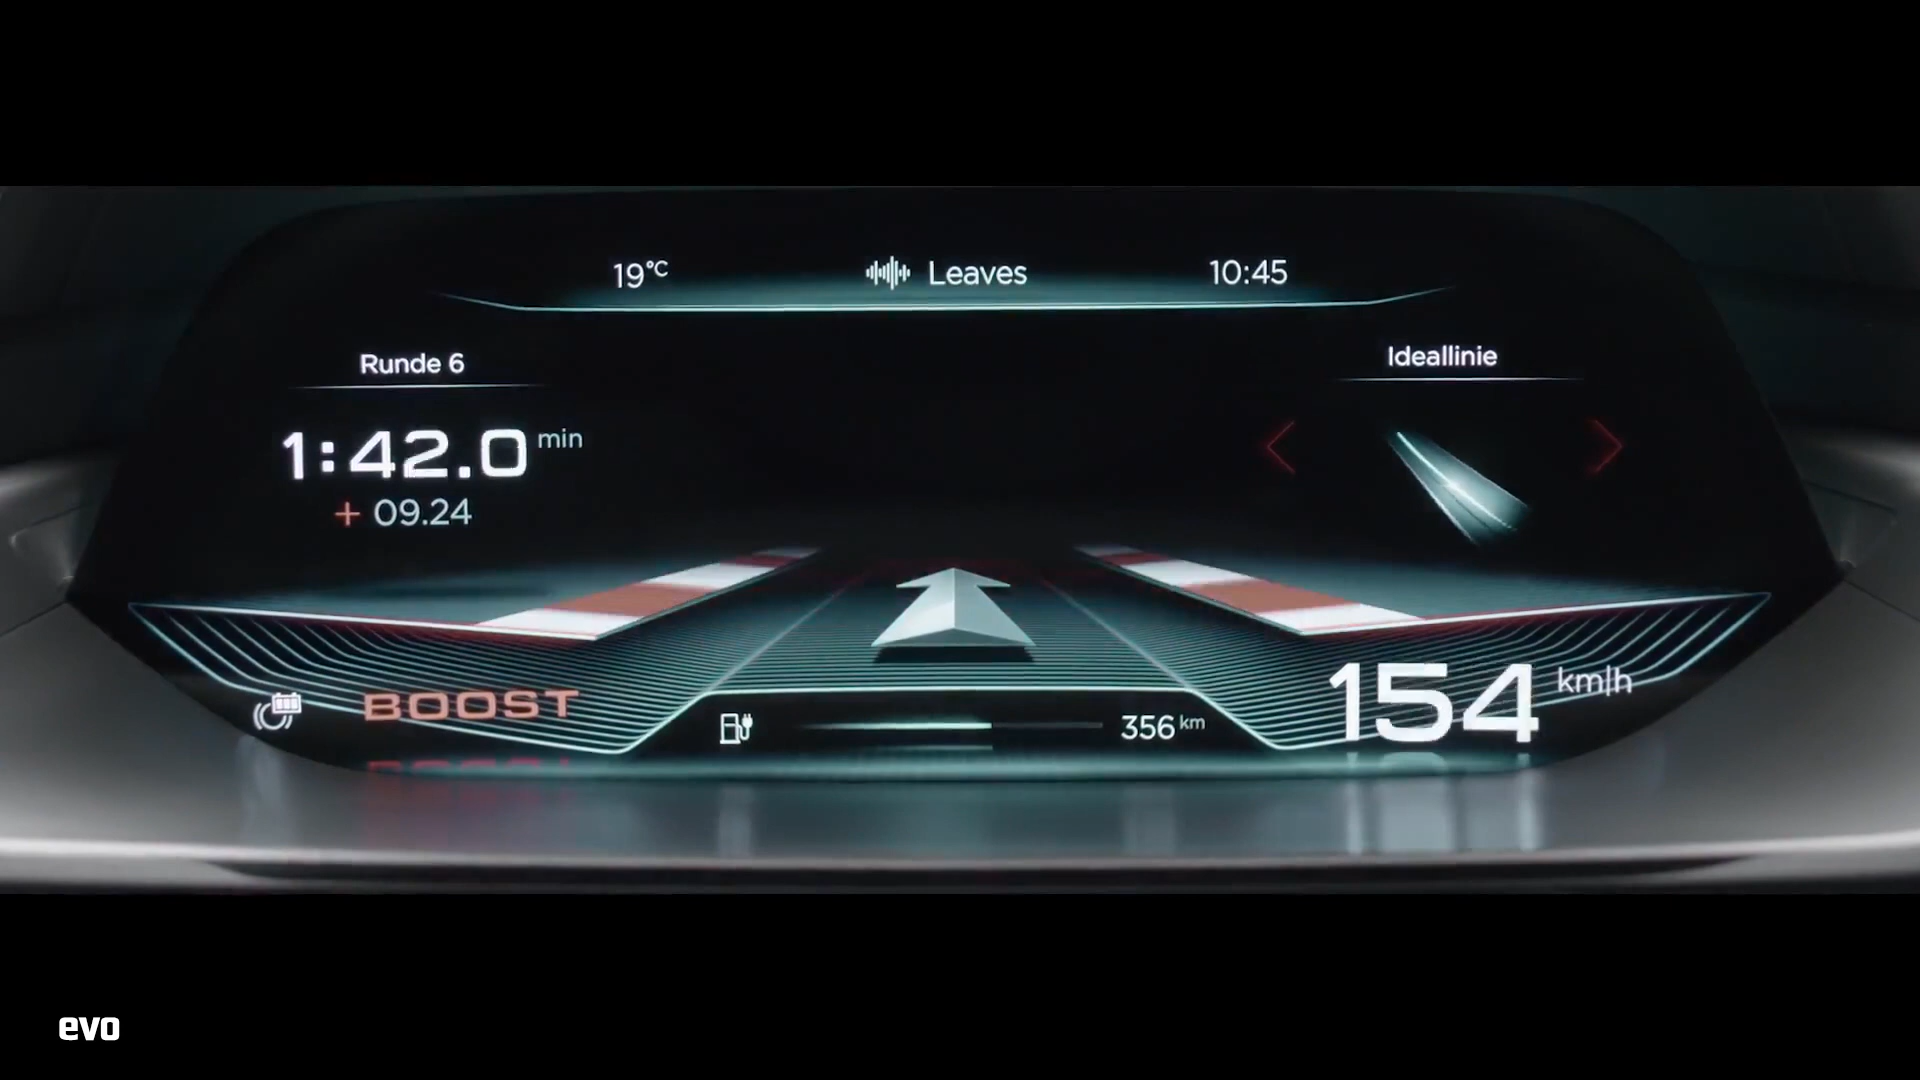 19°C
Leaves
10:45
Runde 6
1:42.0 min
+ 09.24
Ideallinie
BOOST
356 km
154 km/h
evo